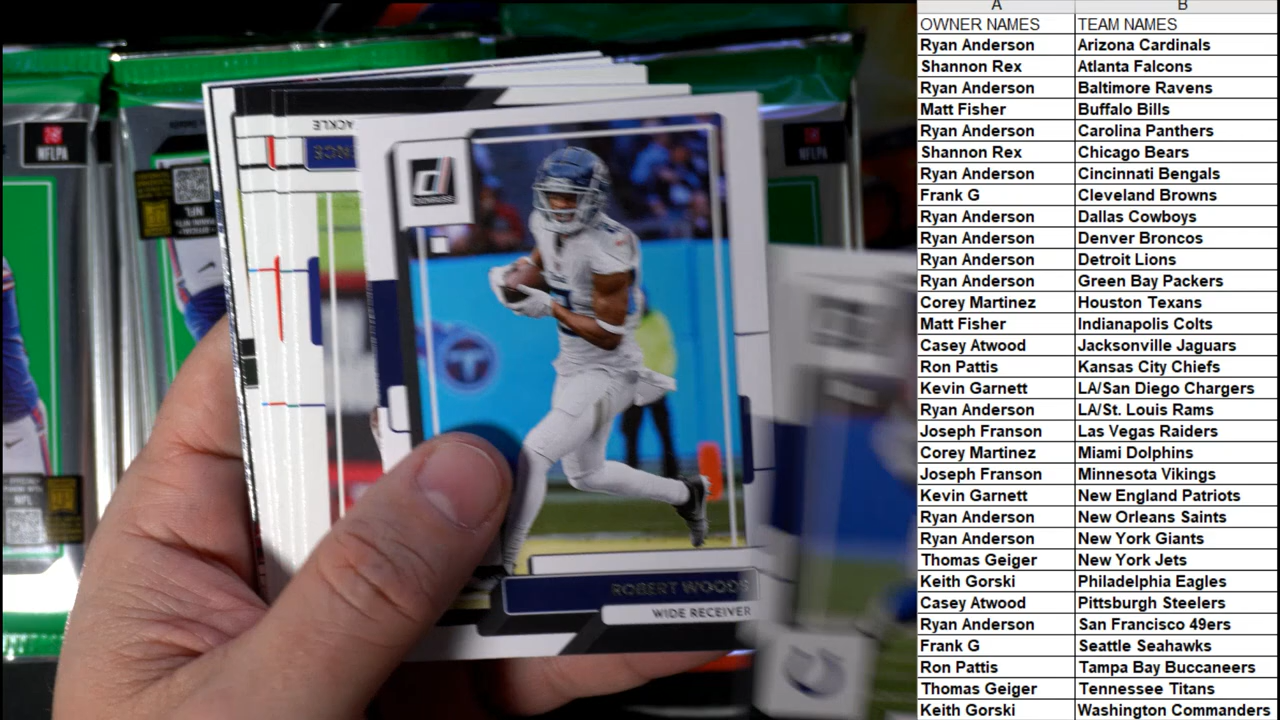 A B
OWNER NAMES TEAM NAMES
Ryan Anderson Arizona Cardinals
Shannon Rex Atlanta Falcons
Ryan Anderson Baltimore Ravens
Matt Fisher Buffalo Bills
Ryan Anderson Carolina Panthers
Shannon Rex Chicago Bears
Ryan Anderson Cincinnati Bengals
Frank G Cleveland Browns
Ryan Anderson Dallas Cowboys
Ryan Anderson Denver Broncos
Ryan Anderson Detroit Lions
Ryan Anderson Green Bay Packers
Corey Martinez Houston Texans
Matt Fisher Indianapolis Colts
Casey Atwood Jacksonville Jaguars
Ron Pattis Kansas City Chiefs
Kevin Garnett LA/San Diego Chargers
Ryan Anderson LA/St. Louis Rams
Joseph Franson Las Vegas Raiders
Corey Martinez Miami Dolphins
Joseph Franson Minnesota Vikings
Kevin Garnett New England Patriots
Ryan Anderson New Orleans Saints
Ryan Anderson New York Giants
Thomas Geiger New York Jets
Keith Gorski Philadelphia Eagles
Casey Atwood Pittsburgh Steelers
Ryan Anderson San Francisco 49ers
Frank G Seattle Seahawks
Ron Pattis Tampa Bay Buccaneers
Thomas Geiger Tennessee Titans
Keith Gorski Washington Commanders
NFLPA
ACKLE
ENCE
DONRUSS
NFL
ROBERT WOODS
WIDE RECEIVER